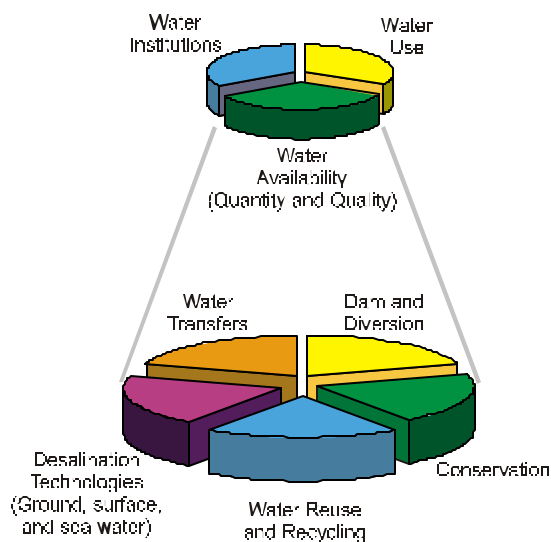 Water
Institutions
Water
Use
Water
Availability
(Quantity and Quality)
Water
Transfers
Dam and
Diversion
Desalination
Technologies
(Ground, surface,
and sea water)
Conservation
Water Reuse
and Recycling